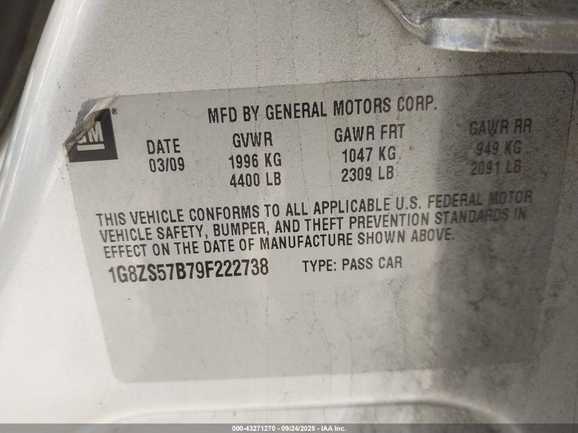 MFD BY GENERAL MOTORS CORP.
GM
DATE GVWR GAWR FRT GAWR RR
03/09 1996 KG 1047 KG 949 KG
4400 LB 2309 LB 2091 LB
THIS VEHICLE CONFORMS TO ALL APPLICABLE U.S. FEDERAL MOTOR
VEHICLE SAFETY, BUMPER, AND THEFT PREVENTION STANDARDS IN
EFFECT ON THE DATE OF MANUFACTURE SHOWN ABOVE.
1G8ZS57B79F222738 TYPE: PASS CAR
000-43271270 - 09/24/2025 - IAA Inc.